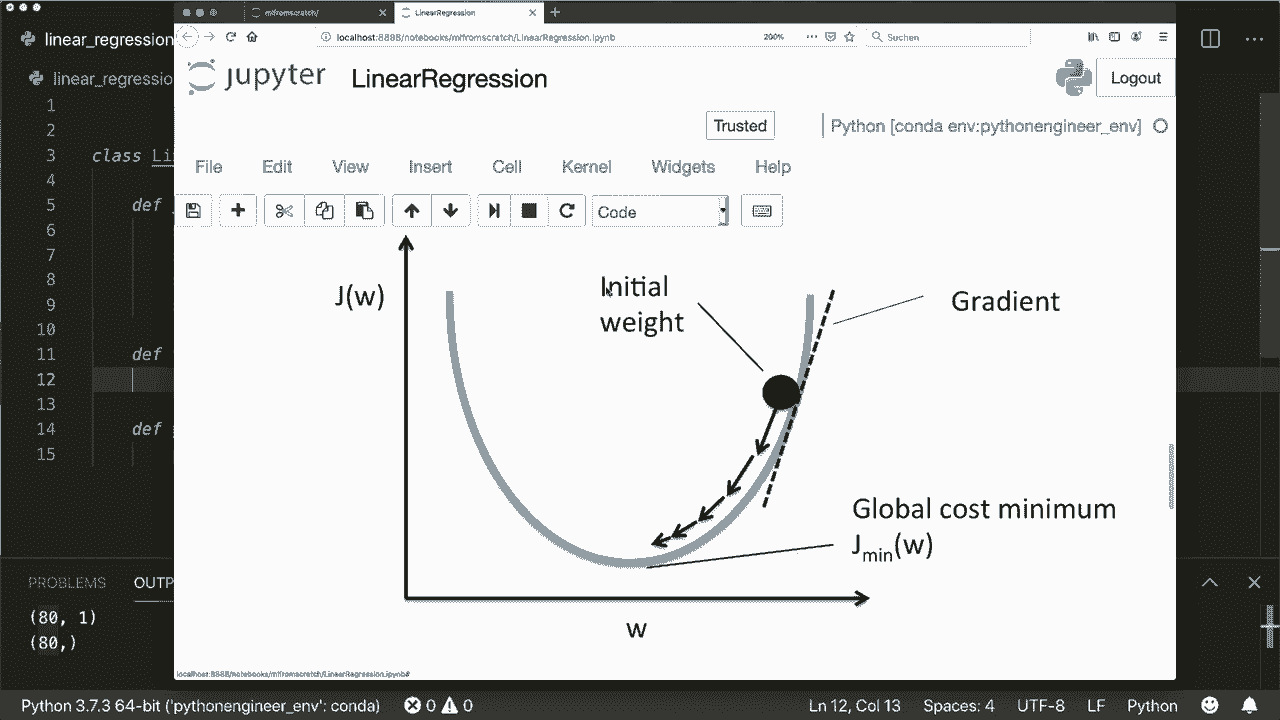 mlfromscratch/
LinearRegression
localhost:8888/notebooks/mlfromscratch/LinearRegression.ipynb
200%
Suchen
linear_regression
jupyter
LinearRegression
Logout
linear_regressio
Trusted
Python [conda env:pythonengineer_env]
File Edit View Insert Cell Kernel Widgets Help
Code
1
2
3 class Li
4
5 def
6
7
8
9
10
11 def
12
13
14 def
15
J(w)
Initial
weight
Gradient
Global cost minimum
Jmin(w)
w
PROBLEMS OUTP
(80, 1)
(80,)
localhost:8888/notebooks/mlfromscratch/LinearRegression.ipynb#
Python 3.7.3 64-bit ('pythonengineer_env': conda) 0 0 Ln 12, Col 13 Spaces: 4 UTF-8 LF Python